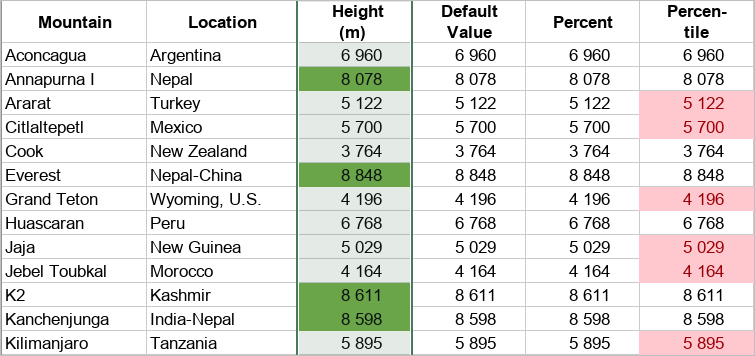 Mountain Location Height (m) Default Value Percent Percen-tile
Aconcagua Argentina 6 960 6 960 6 960 6 960
Annapurna I Nepal 8 078 8 078 8 078 8 078
Ararat Turkey 5 122 5 122 5 122 5 122
Citlaltepetl Mexico 5 700 5 700 5 700 5 700
Cook New Zealand 3 764 3 764 3 764 3 764
Everest Nepal-China 8 848 8 848 8 848 8 848
Grand Teton Wyoming, U.S. 4 196 4 196 4 196 4 196
Huascaran Peru 6 768 6 768 6 768 6 768
Jaja New Guinea 5 029 5 029 5 029 5 029
Jebel Toubkal Morocco 4 164 4 164 4 164 4 164
K2 Kashmir 8 611 8 611 8 611 8 611
Kanchenjunga India-Nepal 8 598 8 598 8 598 8 598
Kilimanjaro Tanzania 5 895 5 895 5 895 5 895